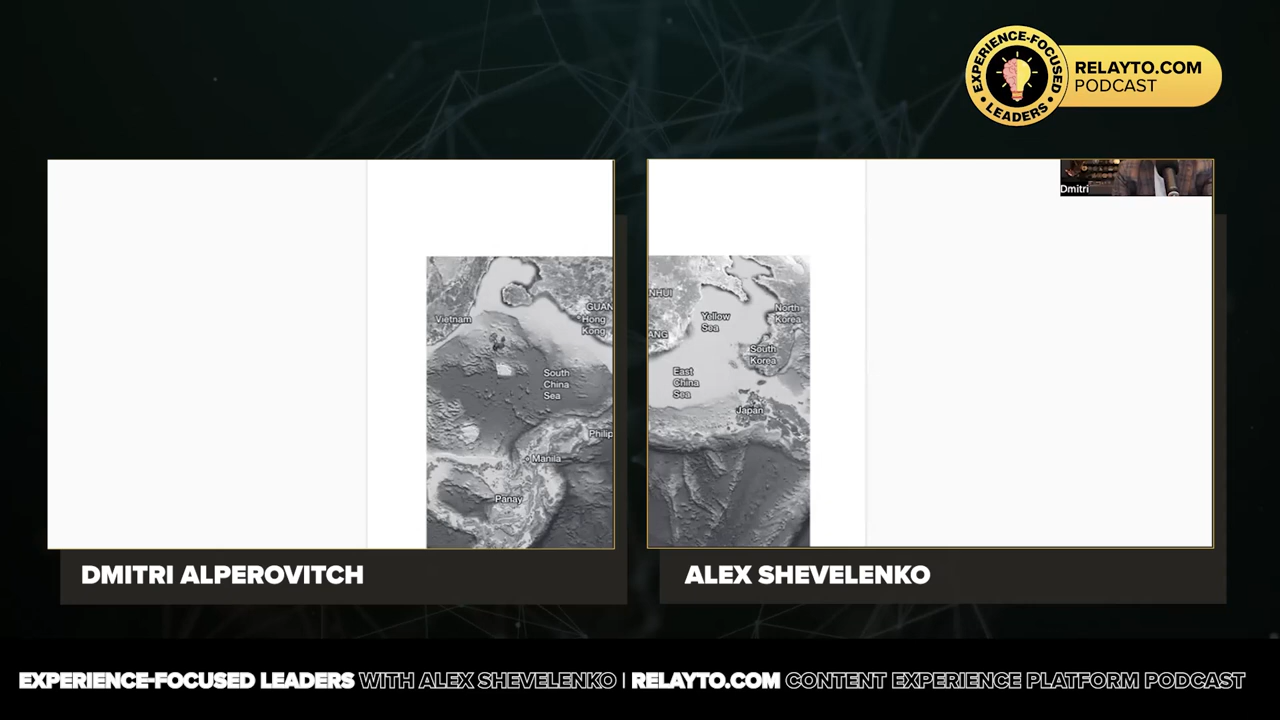 EXPERIENCE-FOCUSED
LEADERS
RELAYTO.COM
PODCAST
Dmitri
Vietnam
GUAN
Hong
Kong
South
China
Sea
Philip
Manila
Panay
NHUI
ANG
Yellow
Sea
North
Korea
South
Korea
East
China
Sea
Japan
DMITRI ALPEROVITCH
ALEX SHEVELENKO
EXPERIENCE-FOCUSED LEADERS WITH ALEX SHEVELENKO | RELAYTO.COM CONTENT EXPERIENCE PLATFORM PODCAST